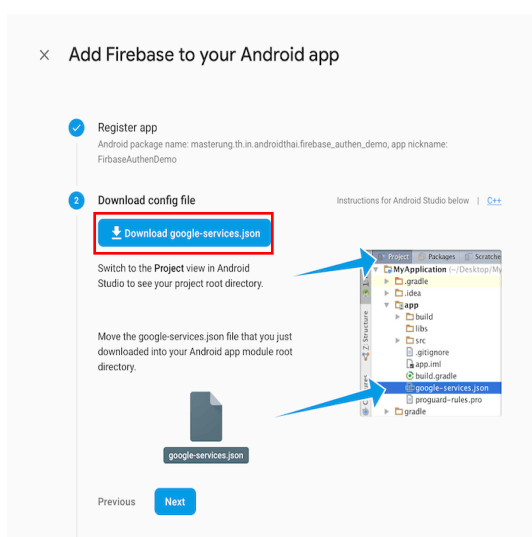 Add Firebase to your Android app
Register app
Android package name: masterung.th.in.androidthai.firebase_authen_demo, app nickname:
FirbaseAuthenDemo
2
Download config file
Instructions for Android Studio below | C++
Download google-services.json
Switch to the Project view in Android
Studio to see your project root directory.
Move the google-services.json file that you just
downloaded into your Android app module root
directory.
google-services.json
Project Packages Scratche
MyApplication (~/Desktop/My
.gradle
.idea
app
build
libs
src
.gitignore
app.iml
build.gradle
google-services.json
proguard-rules.pro
gradle
Z: Structure
Previous
Next